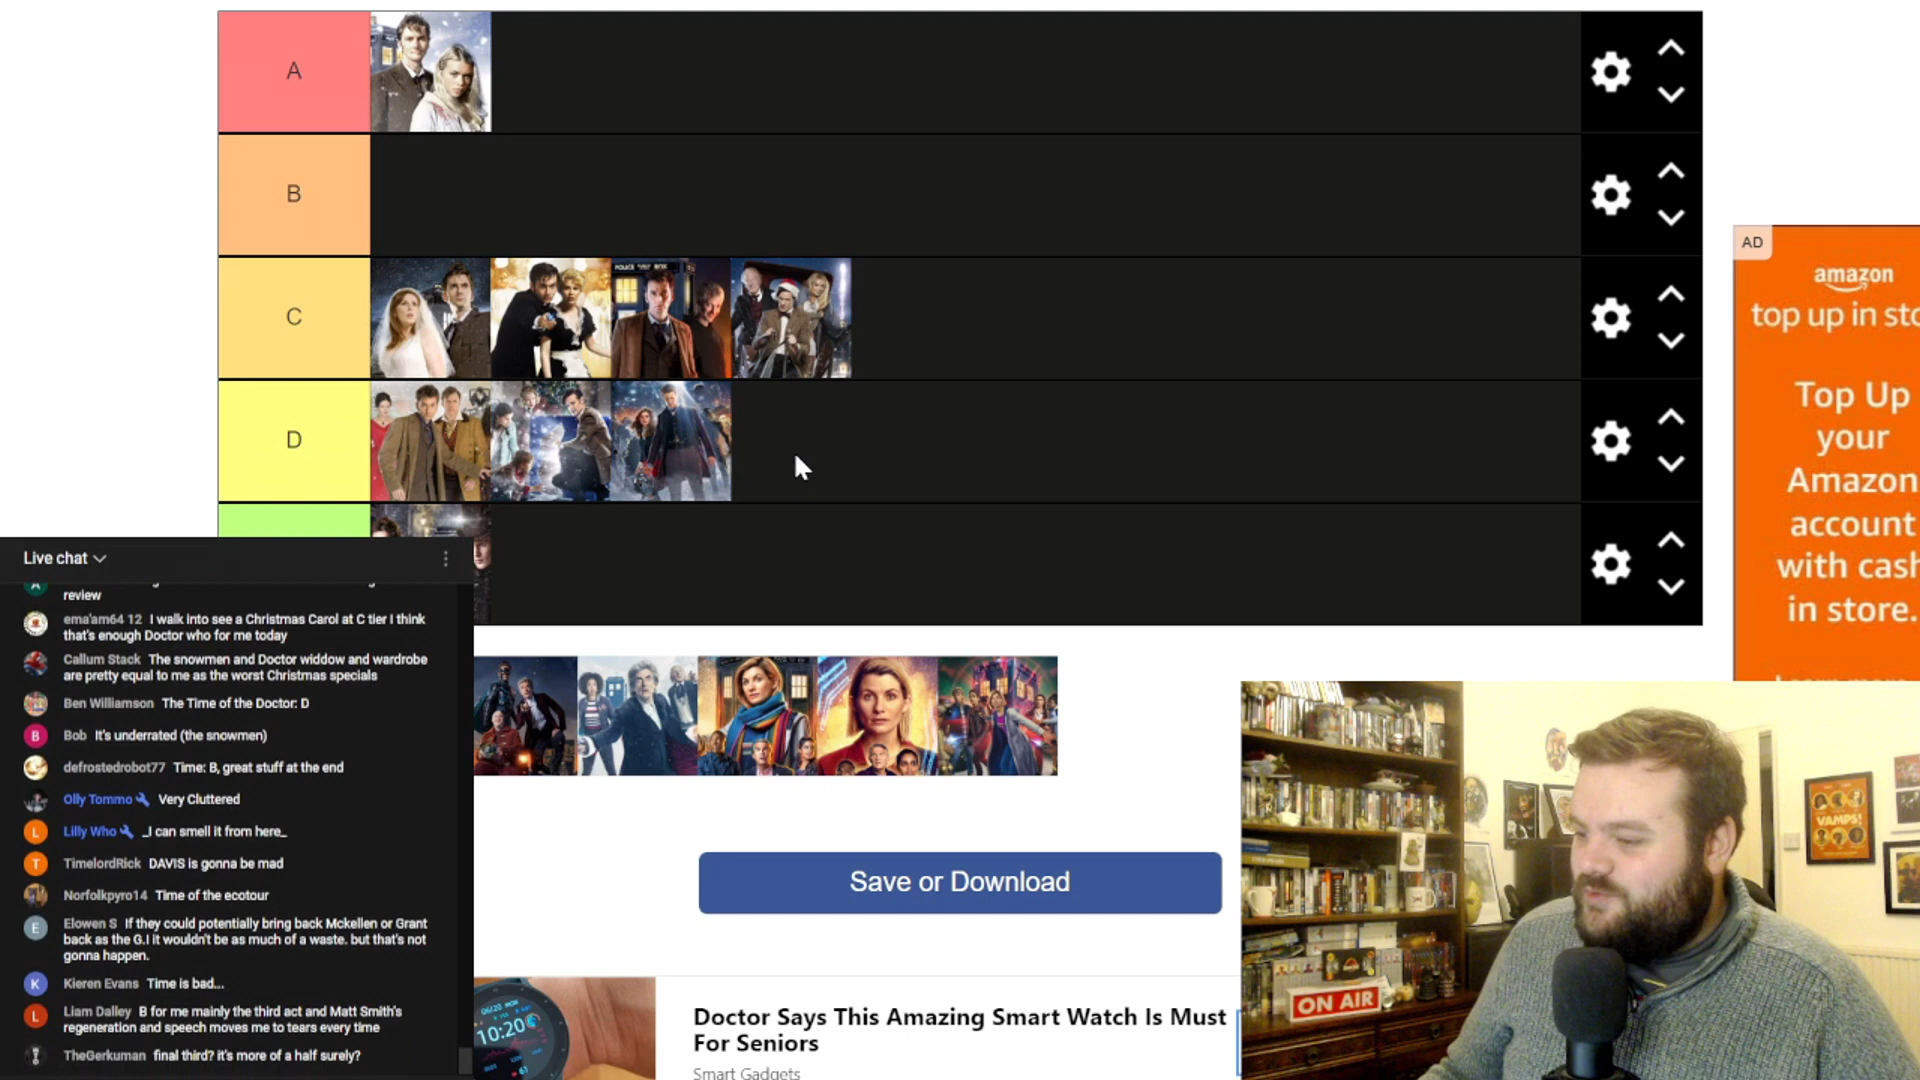 A
B
C
POLICE BOX
D
AD
amazon
top up in sto
Top Up
your
Amazon
account
with cash
in store.
Live chat
review
ema'am64 12 I walk into see a Christmas Carol at C tier I think
that's enough Doctor who for me today
Callum Stack The snowmen and Doctor widdow and wardrobe
are pretty equal to me as the worst Christmas specials
Ben Williamson The Time of the Doctor: D
B
Bob It's underrated (the snowmen)
defrostedrobot77 Time: B, great stuff at the end
Olly Tommo Very Cluttered
L
Lilly Who _I can smell it from here_
T
TimelordRick DAVIS is gonna be mad
Norfolkpyro14 Time of the ecotour
E
Elowen S If they could potentially bring back Mckellen or Grant
back as the G.I it wouldn't be as much of a waste. but that's not
gonna happen.
K
Kieren Evans Time is bad...
L
Liam Dalley B for me mainly the third act and Matt Smith's
regeneration and speech moves me to tears every time
TheGerkuman final third? it's more of a half surely?
Save or Download
10:20
Doctor Says This Amazing Smart Watch Is Must
For Seniors
Smart Gadgets
VAMPS!
ON AIR